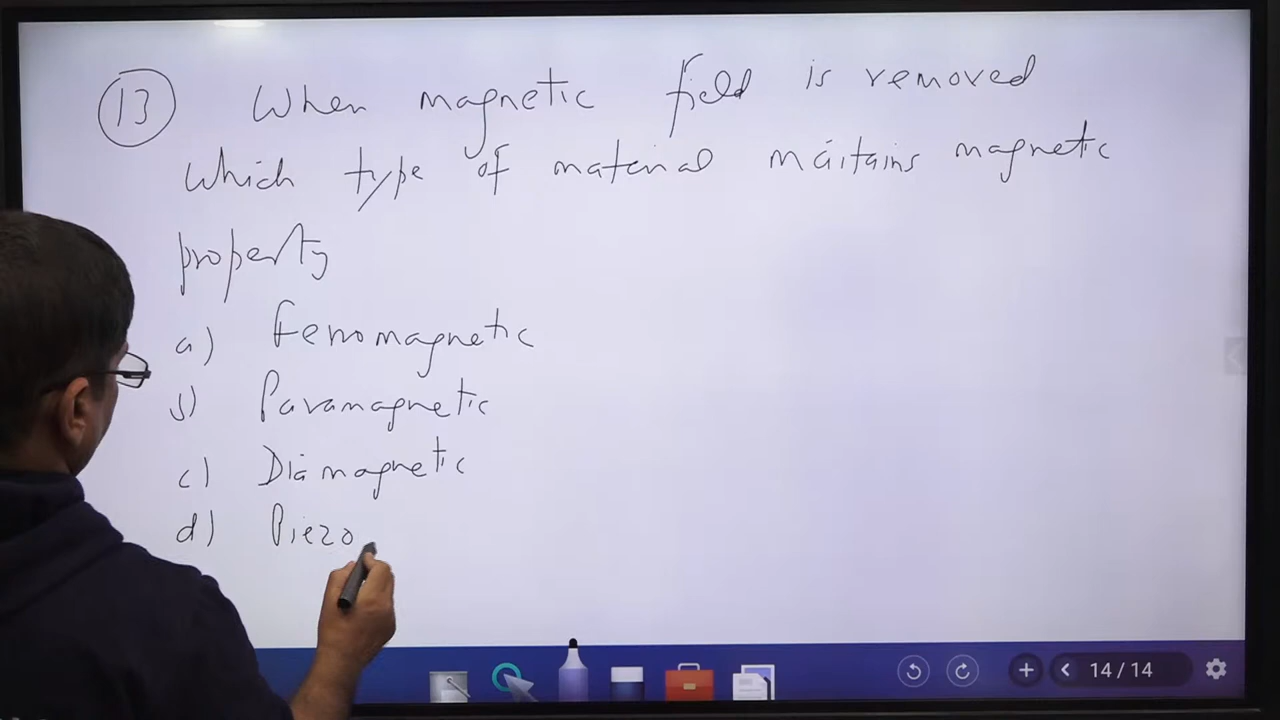 13 When magnetic field is removed
which type of material maitains magnetic
property
a) Ferromagnetic
b) Paramagnetic
c) Diamagnetic
d) Piezo
14 / 14